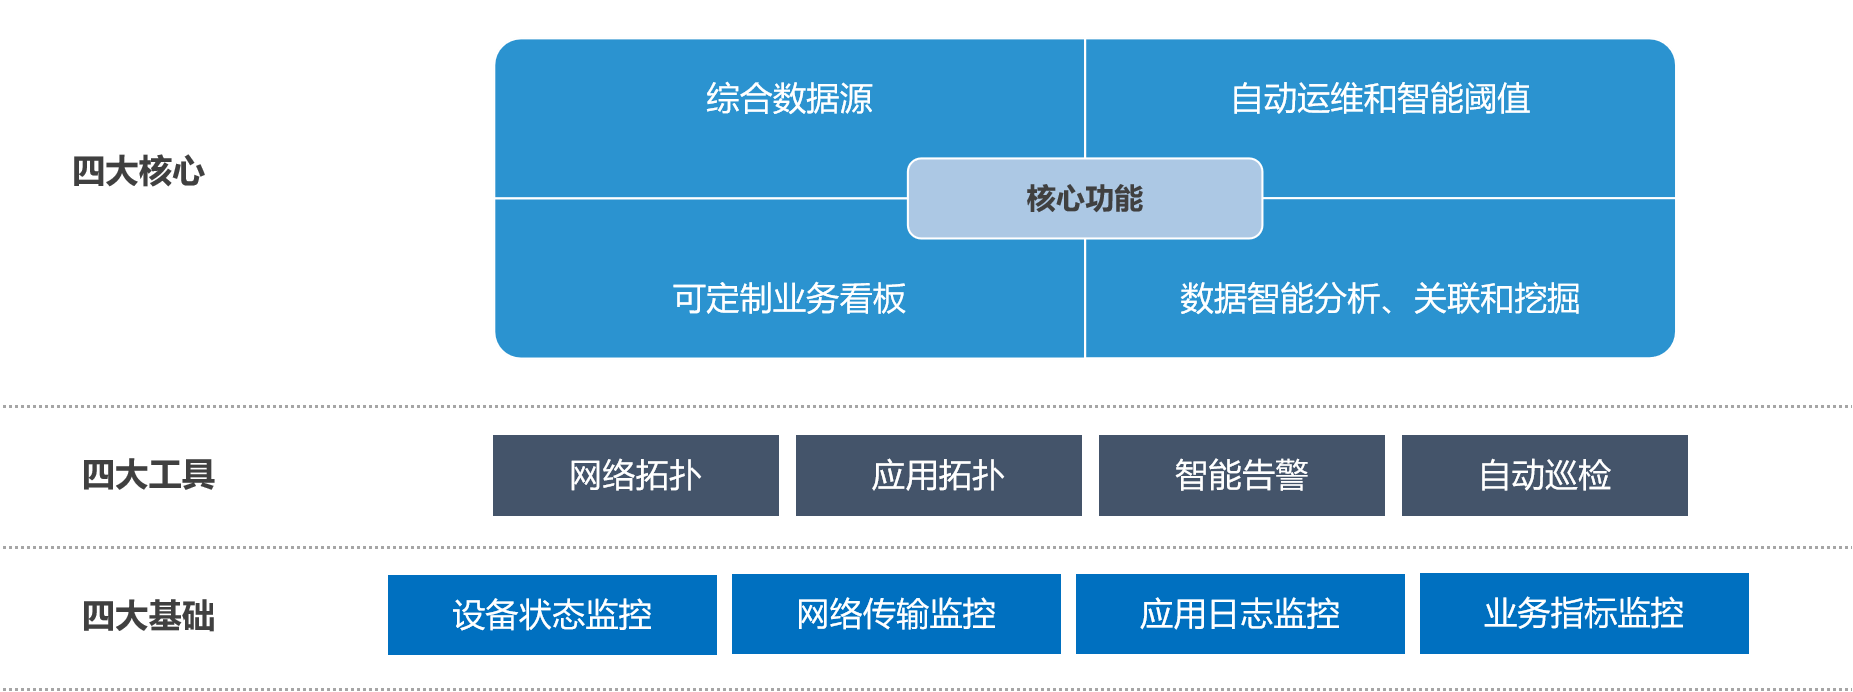 四大核心
综合数据源
自动运维和智能阈值
核心功能
可定制业务看板
数据智能分析、关联和挖掘
四大工具
网络拓扑
应用拓扑
智能告警
自动巡检
四大基础
设备状态监控
网络传输监控
应用日志监控
业务指标监控